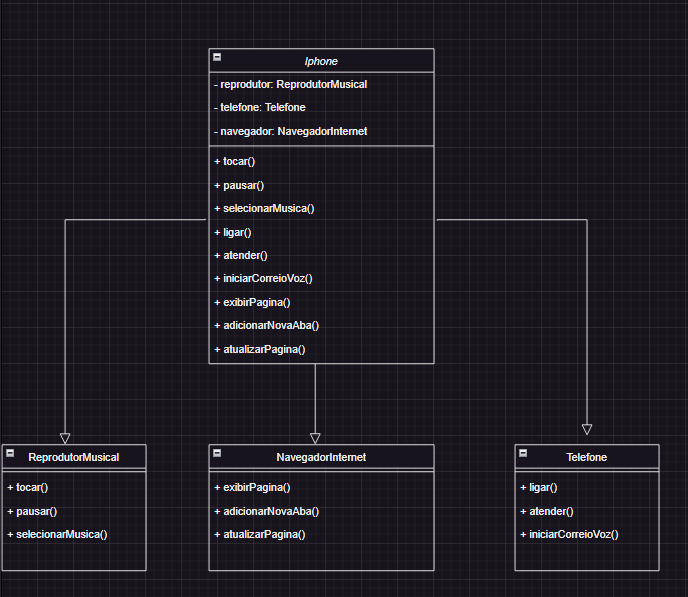 Iphone
- reprodutor: ReprodutorMusical
- telefone: Telefone
- navegador: NavegadorInternet
+ tocar()
+ pausar()
+ selecionarMusica()
+ ligar()
+ atender()
+ iniciarCorreioVoz()
+ exibirPagina()
+ adicionarNovaAba()
+ atualizarPagina()
ReprodutorMusical
+ tocar()
+ pausar()
+ selecionarMusica()
NavegadorInternet
+ exibirPagina()
+ adicionarNovaAba()
+ atualizarPagina()
Telefone
+ ligar()
+ atender()
+ iniciarCorreioVoz()